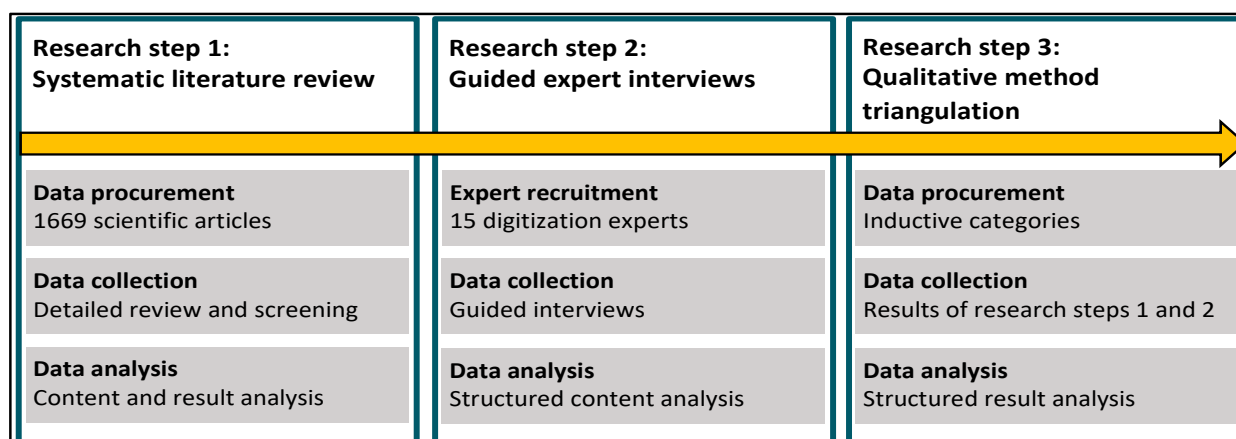 Research step 1:
Systematic literature review
Data procurement
1669 scientific articles
Data collection
Detailed review and screening
Data analysis
Content and result analysis
Research step 2:
Guided expert interviews
Expert recruitment
15 digitization experts
Data collection
Guided interviews
Data analysis
Structured content analysis
Research step 3:
Qualitative method
triangulation
Data procurement
Inductive categories
Data collection
Results of research steps 1 and 2
Data analysis
Structured result analysis